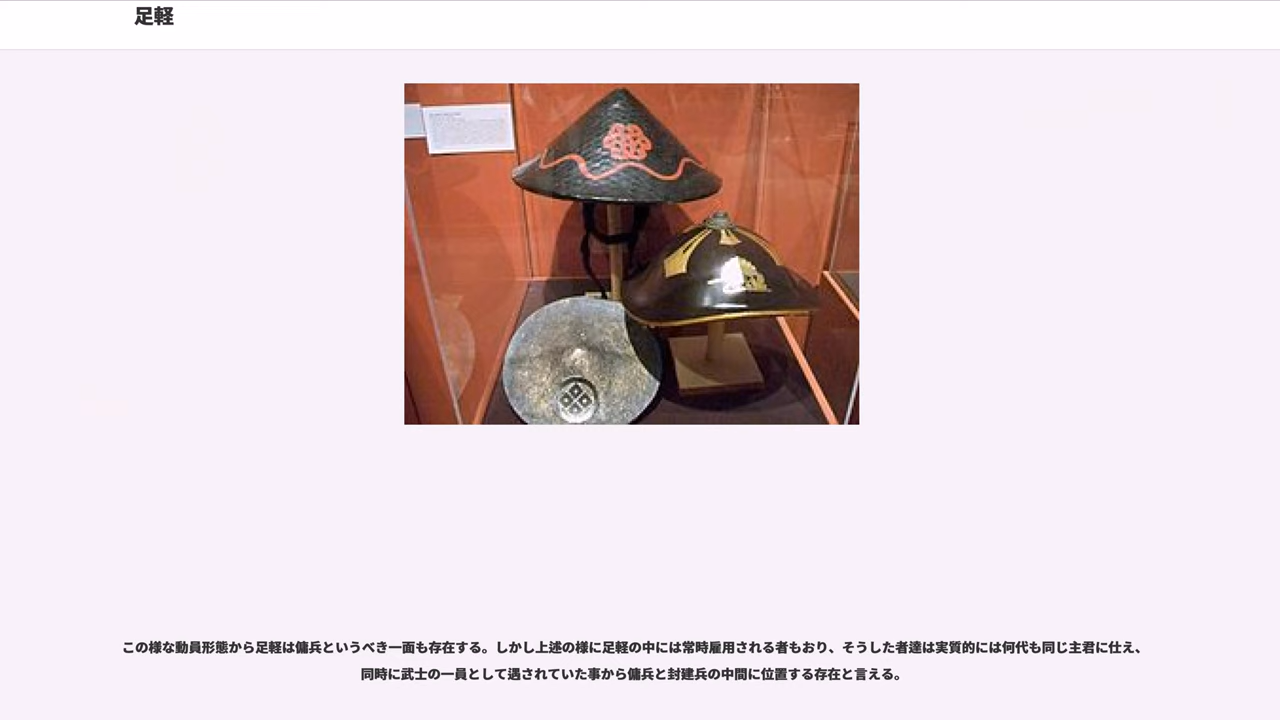 足軽
この様な動員形態から足軽は傭兵というべき一面も存在する。しかし上述の様に足軽の中には常時雇用される者もおり、そうした者達は実質的には何代も同じ主君に仕え、
同時に武士の一員として遇されていた事から傭兵と封建兵の中間に位置する存在と言える。